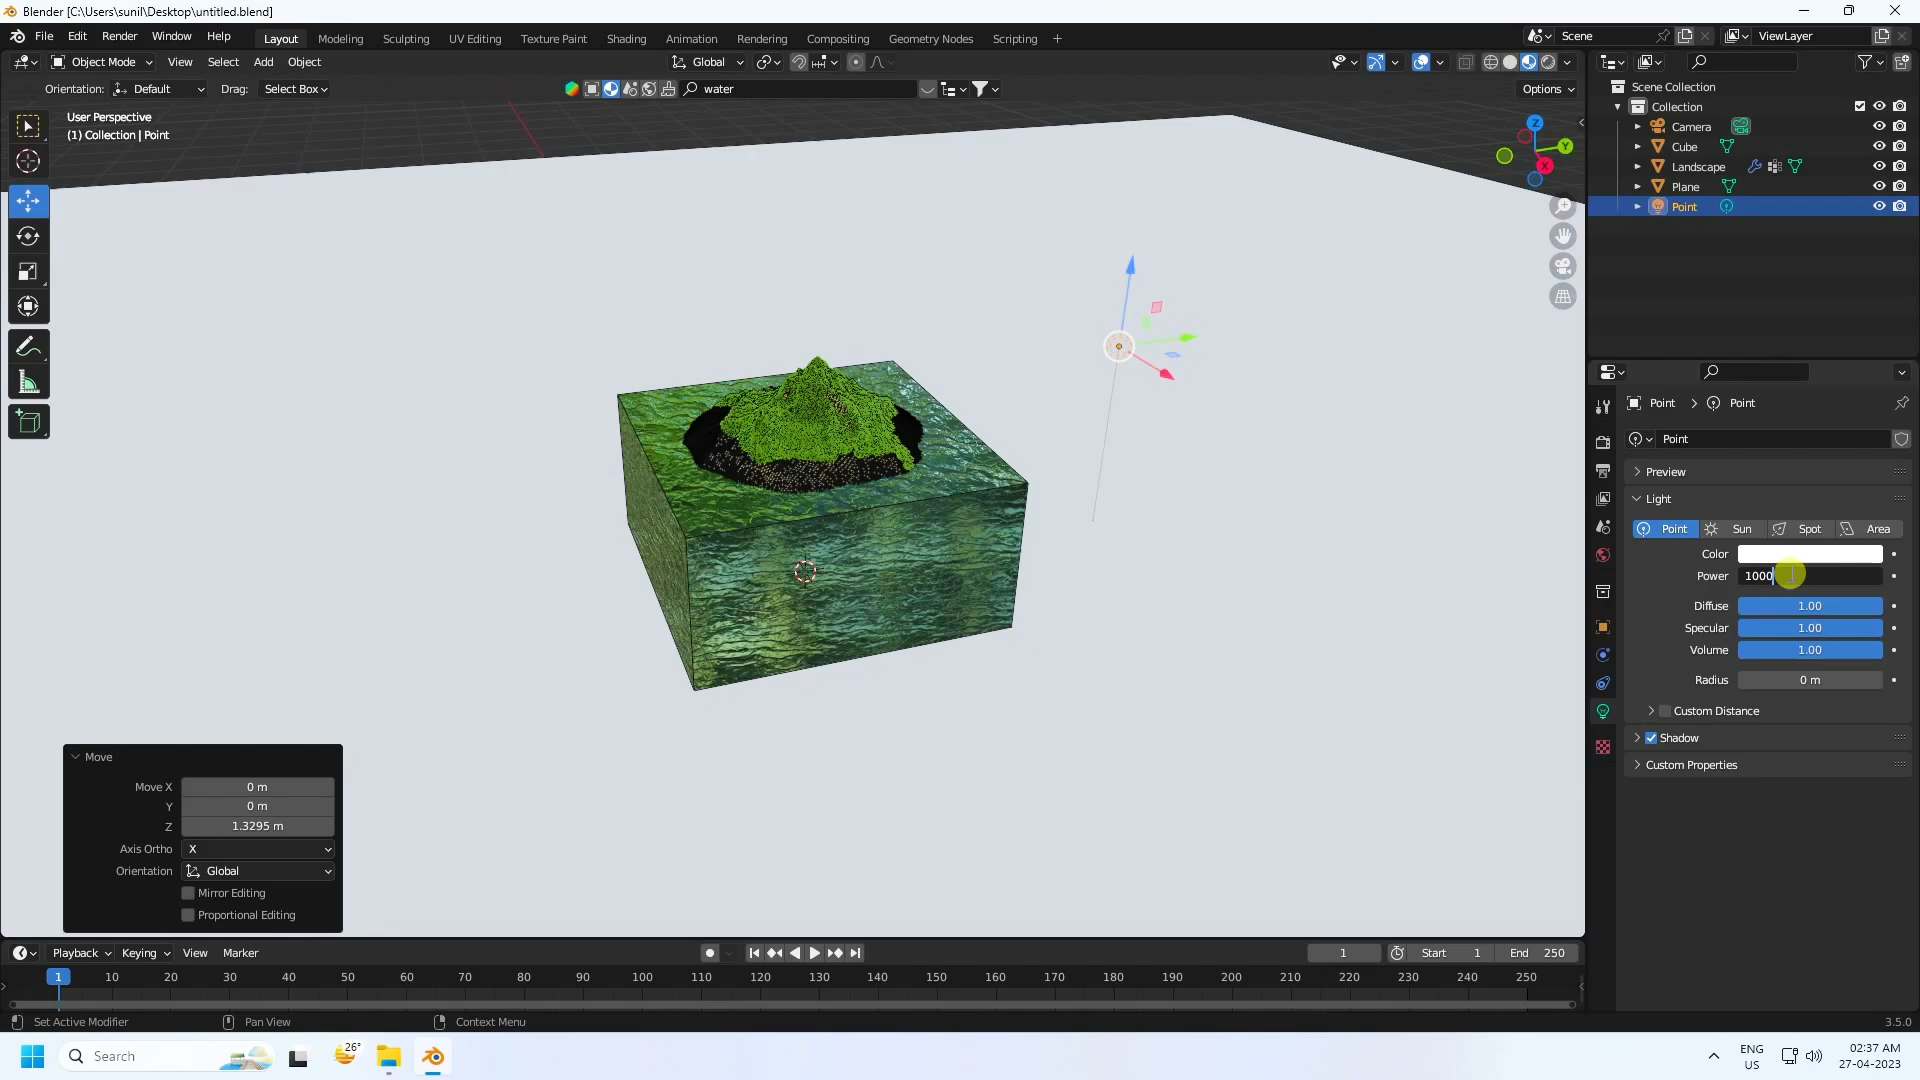 Blender [C:\Users\sunil\Desktop\untitled.blend]
File Edit Render Window Help Layout Modeling Sculpting UV Editing Texture Paint Shading Animation Rendering Compositing Geometry Nodes Scripting + Scene ViewLayer
Object Mode View Select Add Object Global
Orientation: Default Drag: Select Box water Options
User Perspective
(1) Collection | Point
Z
Y
X
Scene Collection
Collection
Camera
Cube
Landscape
Plane
Point
Point > Point
Point
Preview
Light
Point Sun Spot Area
Color
Power 1000
Diffuse 1.00
Specular 1.00
Volume 1.00
Radius 0 m
Custom Distance
Shadow
Custom Properties
Move
Move X 0 m
Y 0 m
Z 1.3295 m
Axis Ortho X
Orientation Global
Mirror Editing
Proportional Editing
Playback Keying View Marker 1 Start 1 End 250
1 10 20 30 40 50 60 70 80 90 100 110 120 130 140 150 160 170 180 190 200 210 220 230 240 250
Set Active Modifier Pan View Context Menu 3.5.0
Search 26° ENG US 02:37 AM 27-04-2023